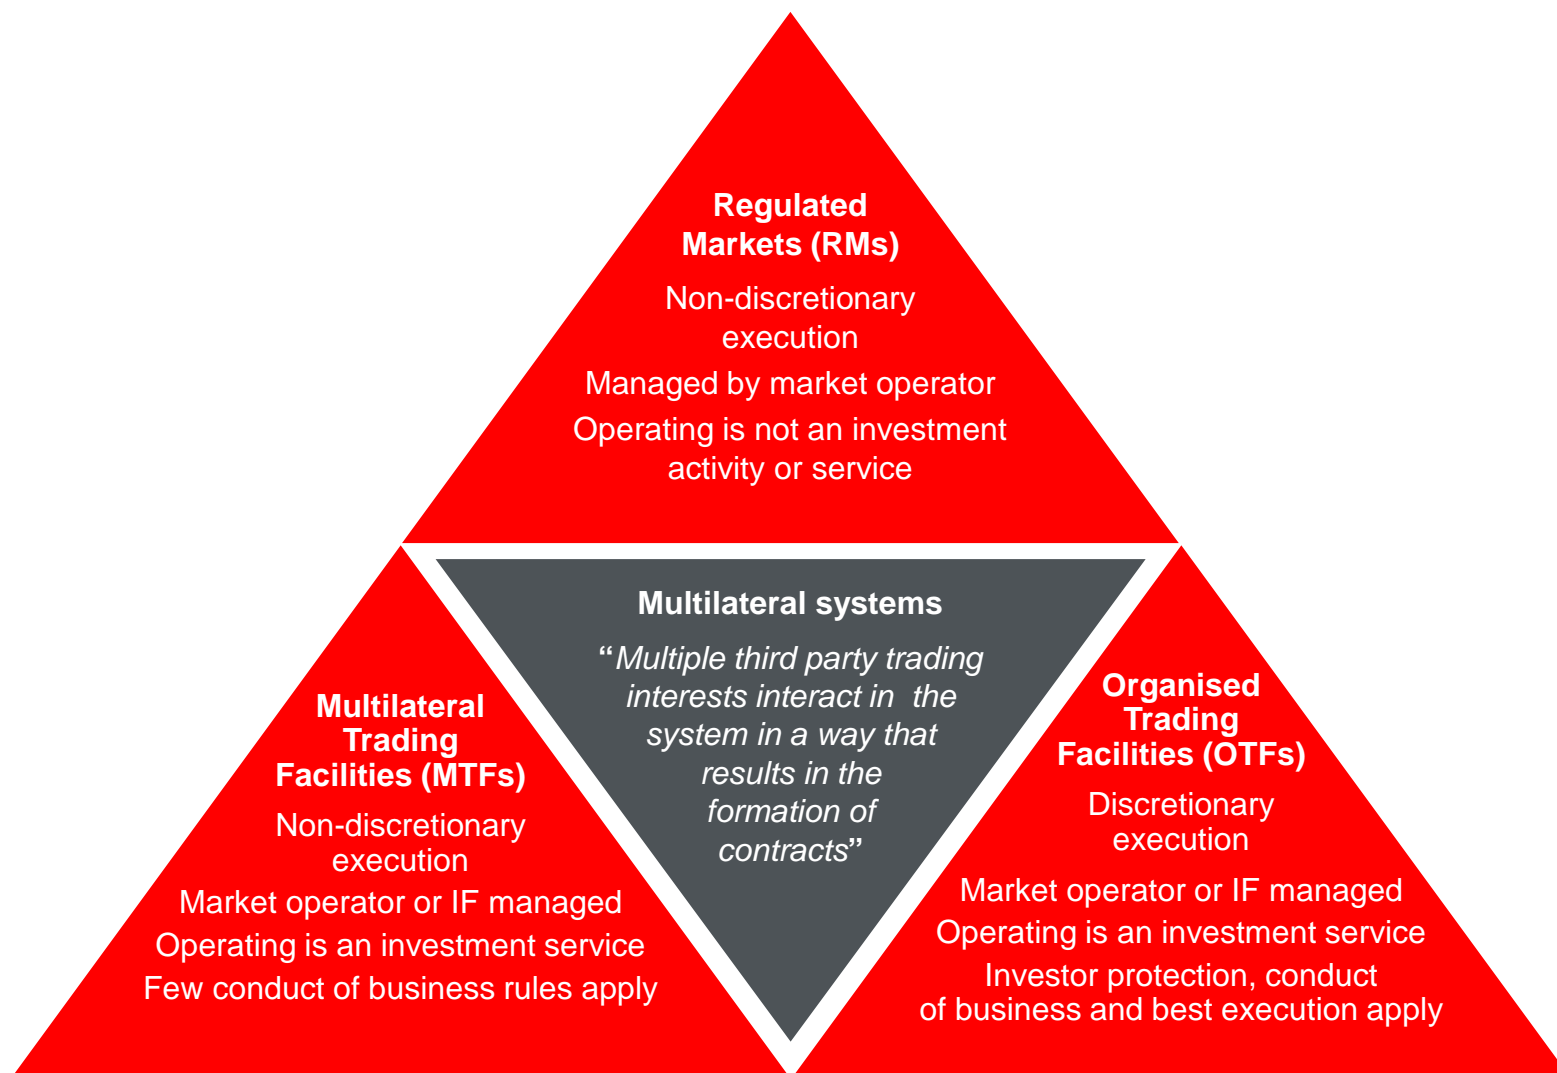 Regulated
Markets (RMs)
Non-discretionary
execution
Managed by market operator
Operating is not an investment
activity or service
Multilateral systems
“Multiple third party trading
interests interact in the
system in a way that
results in the
formation of
contracts”
Multilateral
Trading
Facilities (MTFs)
Non-discretionary
execution
Market operator or IF managed
Operating is an investment service
Few conduct of business rules apply
Organised
Trading
Facilities (OTFs)
Discretionary
execution
Market operator or IF managed
Operating is an investment service
Investor protection, conduct
of business and best execution apply